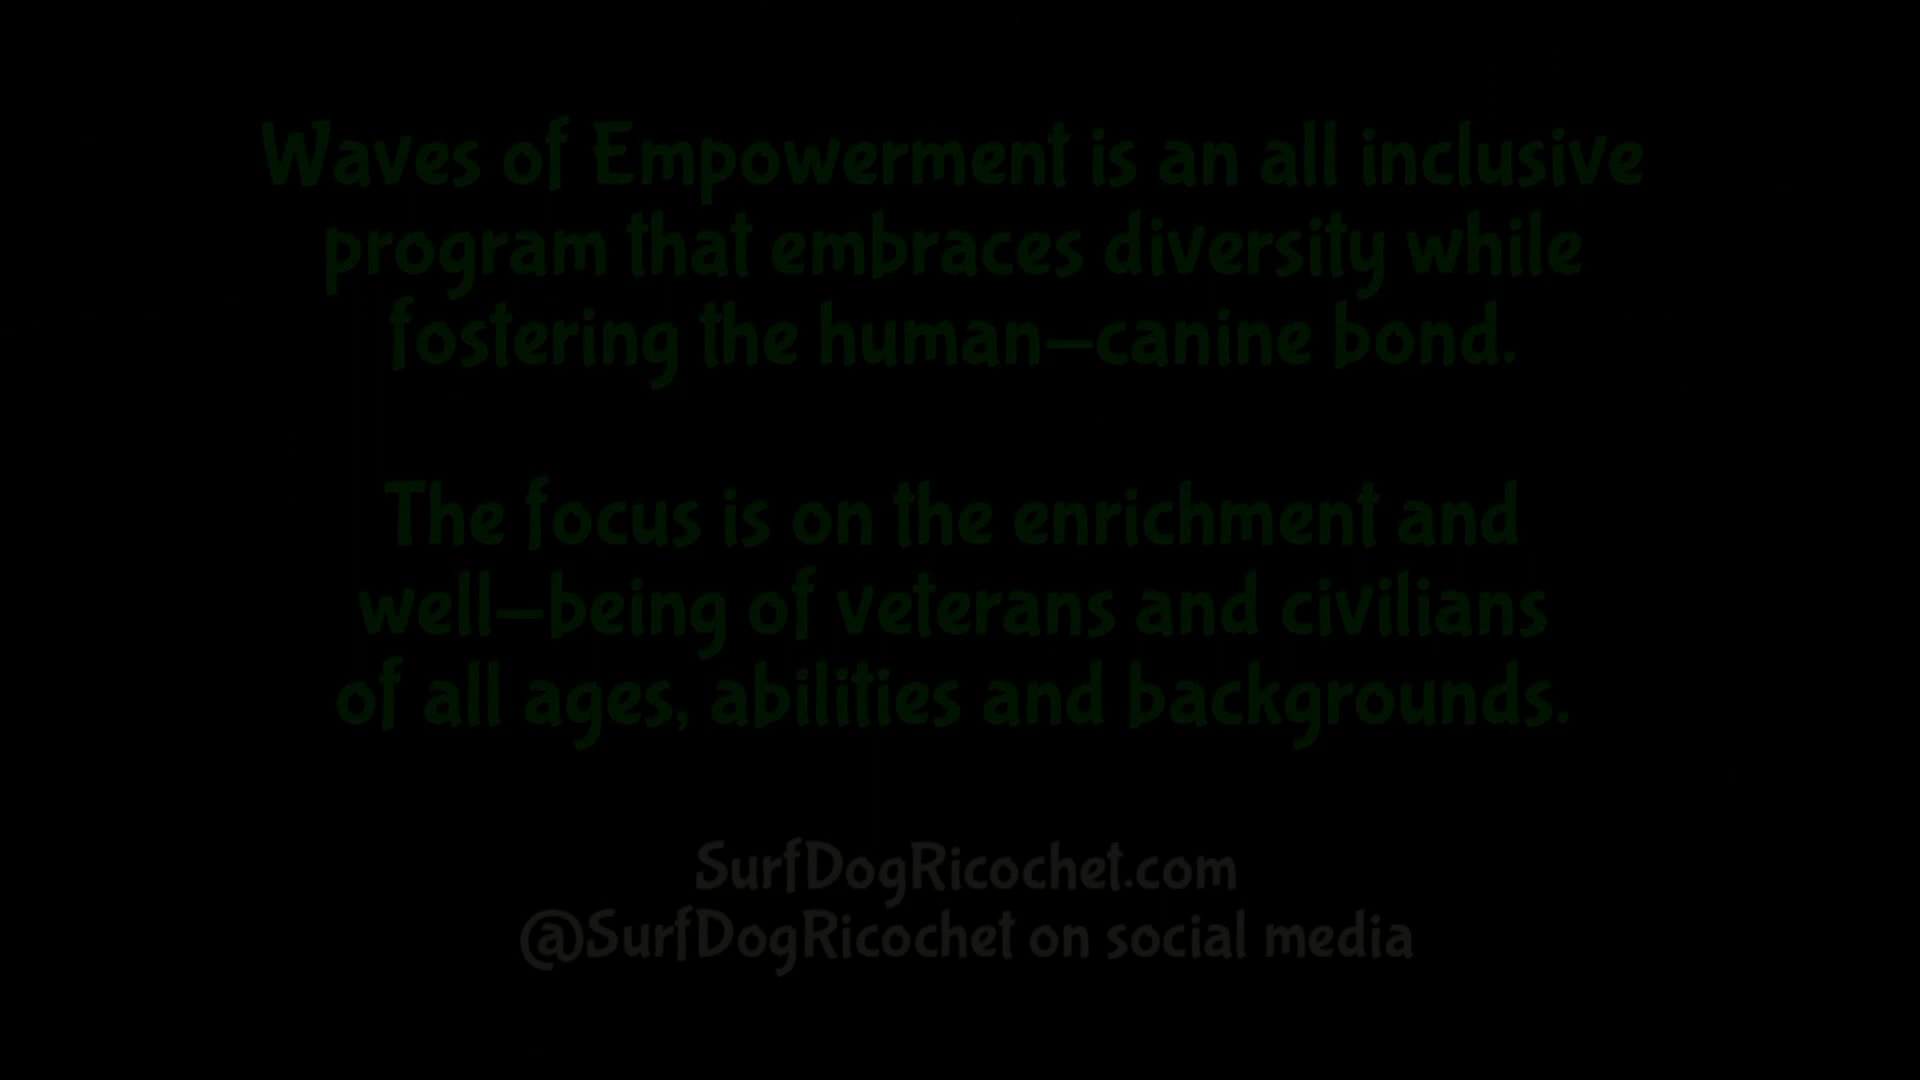 Waves of Empowerment is an all inclusive
program that embraces diversity while
fostering the human-canine bond.
The focus is on the enrichment and
well-being of veterans and civilians
of all ages, abilities and backgrounds.
SurfDogRicochet.com
@SurfDogRicochet on social media